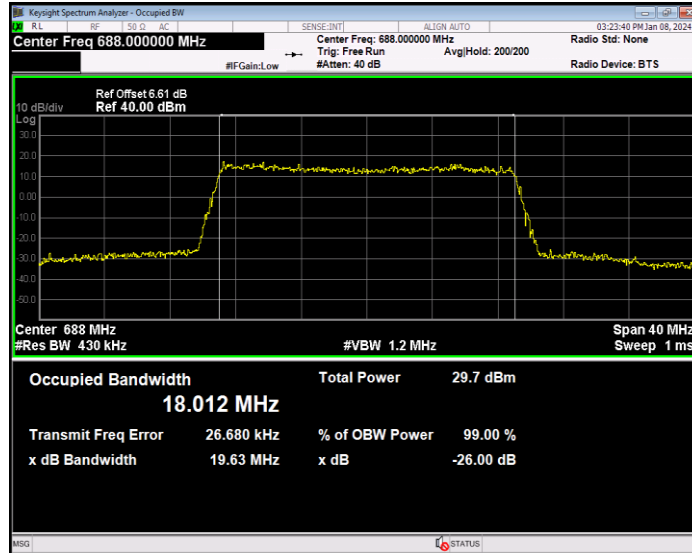 Keysight Spectrum Analyzer - Occupied BW
RL RF 50 Ω AC SENSE:INT ALIGN AUTO 03:23:40 PM Jan 08, 2024
Center Freq 688.000000 MHz Center Freq: 688.000000 MHz Radio Std: None
Trig: Free Run Avg|Hold: 200/200
#IFGain:Low #Atten: 40 dB Radio Device: BTS
Ref Offset 6.61 dB
10 dB/div Ref 40.00 dBm
Log
30.0
20.0
10.0
0.00
-10.0
-20.0
-30.0
-40.0
-50.0
Center 688 MHz Span 40 MHz
#Res BW 430 kHz #VBW 1.2 MHz Sweep 1 ms
Occupied Bandwidth Total Power 29.7 dBm
18.012 MHz
Transmit Freq Error 26.680 kHz % of OBW Power 99.00 %
x dB Bandwidth 19.63 MHz x dB -26.00 dB
MSG STATUS